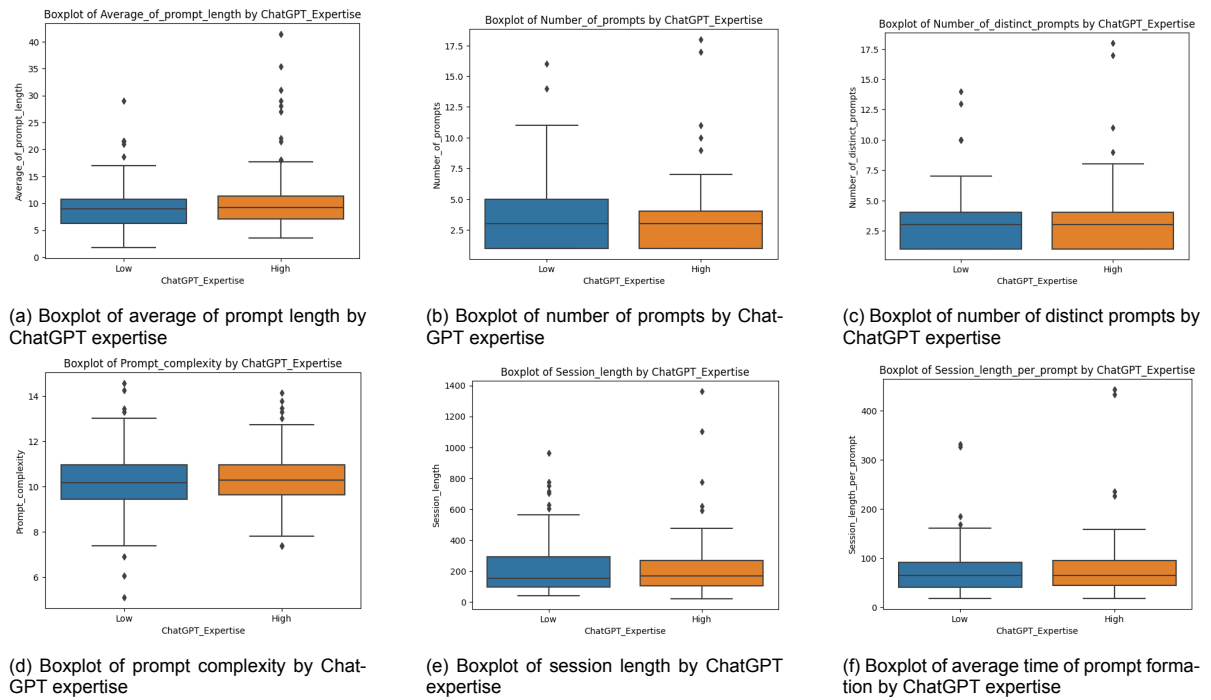 Boxplot of Average_of_prompt_length by ChatGPT_Expertise
40
35
30
25
20
15
10
5
0
Average_of_prompt_length
Low
High
ChatGPT_Expertise
(a) Boxplot of average of prompt length by
ChatGPT expertise
Boxplot of Number_of_prompts by ChatGPT_Expertise
17.5
15.0
12.5
10.0
7.5
5.0
2.5
Number_of_prompts
Low
High
ChatGPT_Expertise
(b) Boxplot of number of prompts by Chat-
GPT expertise
Boxplot of Number_of_distinct_prompts by ChatGPT_Expertise
17.5
15.0
12.5
10.0
7.5
5.0
2.5
Number_of_distinct_prompts
Low
High
ChatGPT_Expertise
(c) Boxplot of number of distinct prompts by
ChatGPT expertise
Boxplot of Prompt_complexity by ChatGPT_Expertise
14
12
10
8
6
Prompt_complexity
Low
High
ChatGPT_Expertise
(d) Boxplot of prompt complexity by Chat-
GPT expertise
Boxplot of Session_length by ChatGPT_Expertise
1400
1200
1000
800
600
400
200
0
Session_length
Low
High
ChatGPT_Expertise
(e) Boxplot of session length by ChatGPT
expertise
Boxplot of Session_length_per_prompt by ChatGPT_Expertise
400
300
200
100
0
Session_length_per_prompt
Low
High
ChatGPT_Expertise
(f) Boxplot of average time of prompt forma-
tion by ChatGPT expertise